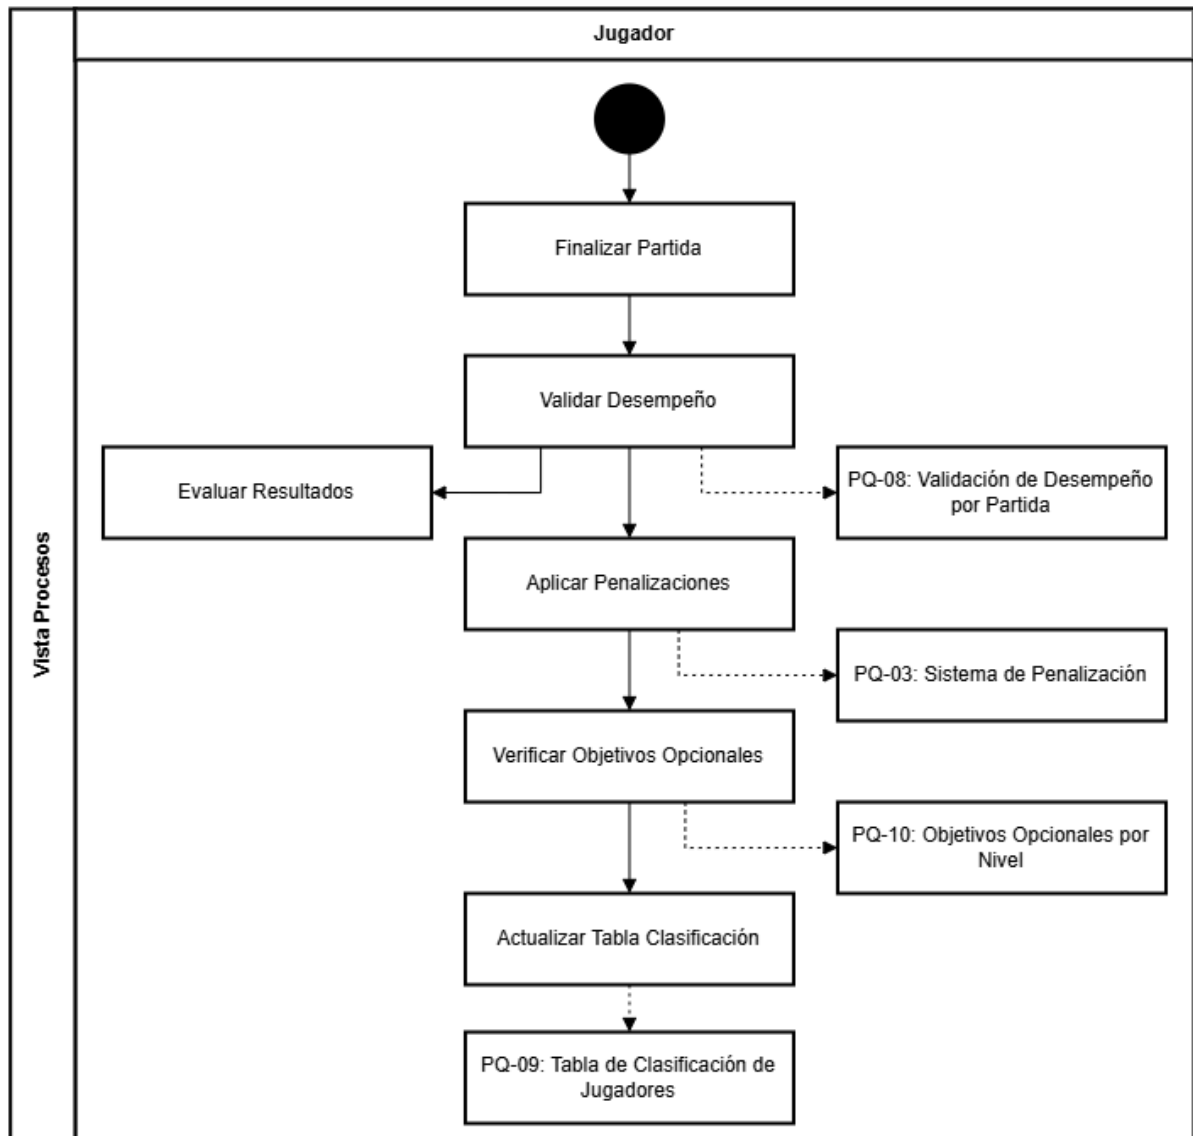 Jugador
Vista Procesos
Finalizar Partida
Validar Desempeño
Evaluar Resultados
PQ-08: Validación de Desempeño
por Partida
Aplicar Penalizaciones
PQ-03: Sistema de Penalización
Verificar Objetivos Opcionales
PQ-10: Objetivos Opcionales por
Nivel
Actualizar Tabla Clasificación
PQ-09: Tabla de Clasificación de
Jugadores